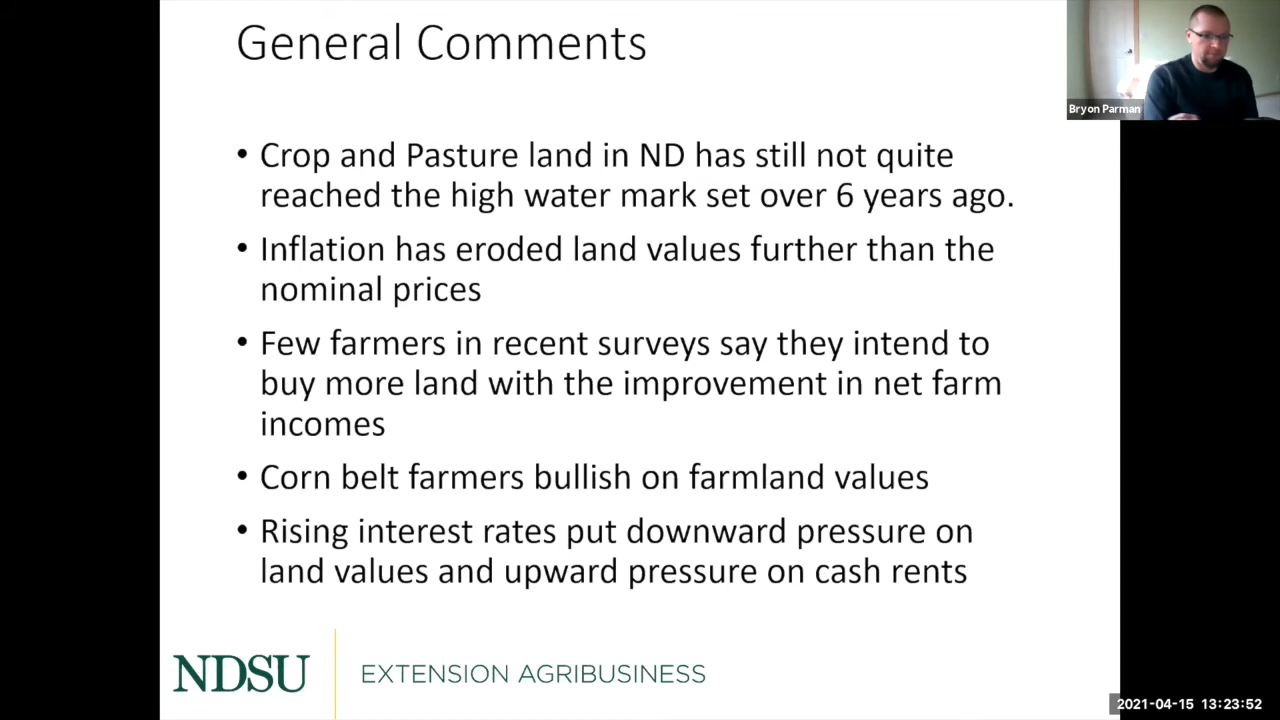 General Comments
Bryon Parman
• Crop and Pasture land in ND has still not quite
reached the high water mark set over 6 years ago.
• Inflation has eroded land values further than the
nominal prices
• Few farmers in recent surveys say they intend to
buy more land with the improvement in net farm
incomes
• Corn belt farmers bullish on farmland values
• Rising interest rates put downward pressure on
land values and upward pressure on cash rents
NDSU EXTENSION AGRIBUSINESS
2021-04-15 13:23:52